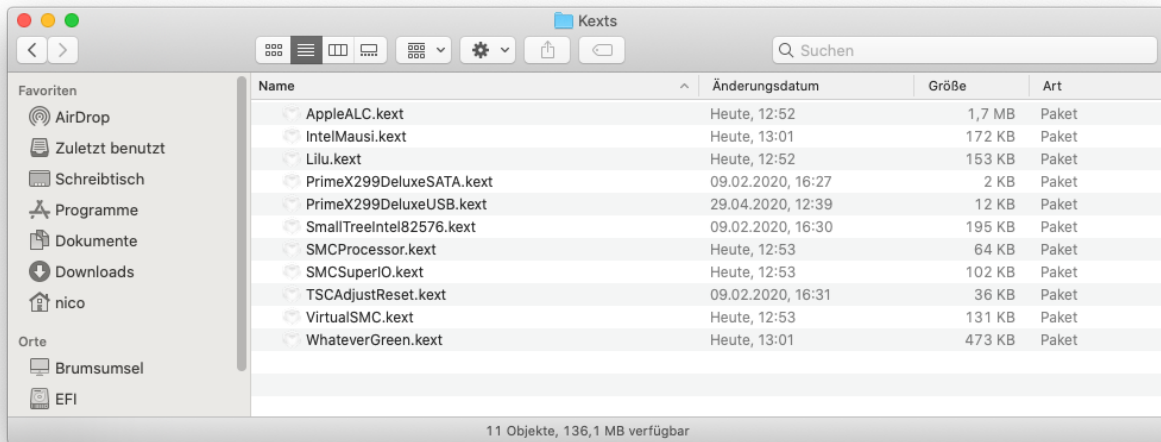 Kexts
Suchen
Favoriten
AirDrop
Zuletzt benutzt
Schreibtisch
Programme
Dokumente
Downloads
nico
Orte
Brumsumsel
EFI
Name Änderungsdatum Größe Art
AppleALC.kext Heute, 12:52 1,7 MB Paket
IntelMausi.kext Heute, 13:01 172 KB Paket
Lilu.kext Heute, 12:52 153 KB Paket
PrimeX299DeluxeSATA.kext 09.02.2020, 16:27 2 KB Paket
PrimeX299DeluxeUSB.kext 29.04.2020, 12:39 12 KB Paket
SmallTreeIntel82576.kext 09.02.2020, 16:30 195 KB Paket
SMCProcessor.kext Heute, 12:53 64 KB Paket
SMCSuperIO.kext Heute, 12:53 102 KB Paket
TSCAdjustReset.kext 09.02.2020, 16:31 36 KB Paket
VirtualSMC.kext Heute, 12:53 131 KB Paket
WhateverGreen.kext Heute, 13:01 473 KB Paket
11 Objekte, 136,1 MB verfügbar